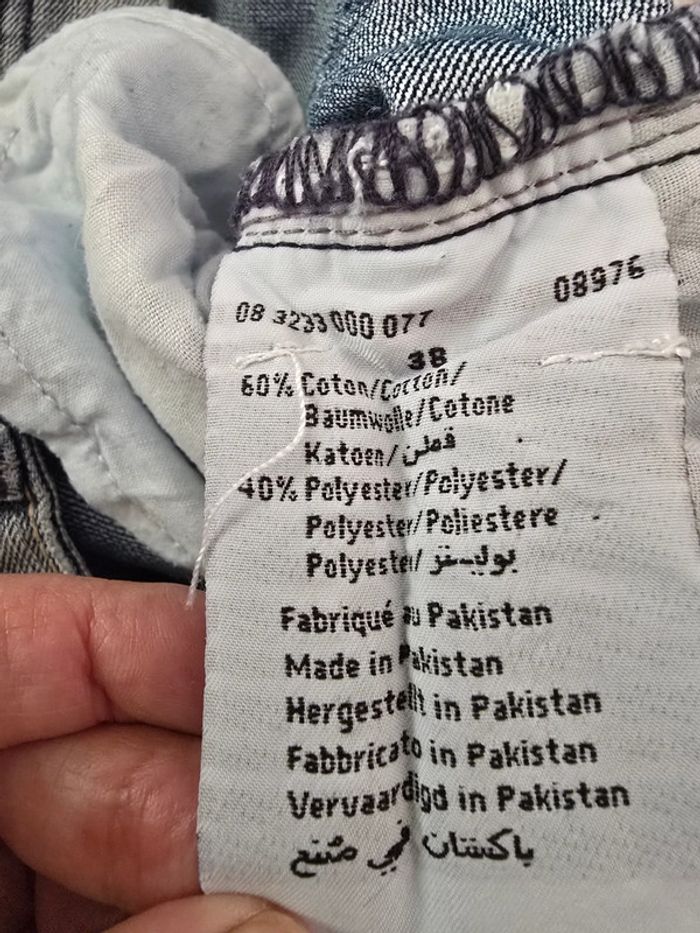 08976
08 3233 000 077
38
60% Coton/Cotton/
Baumwolle/Cotone
Katoen/قطن
40% Polyester/Polyester/
Polyester/Poliestere
Polyester/بوليستر
Fabriqué au Pakistan
Made in Pakistan
Hergestellt in Pakistan
Fabbricato in Pakistan
Vervaardigd in Pakistan
باكستان في صُنع